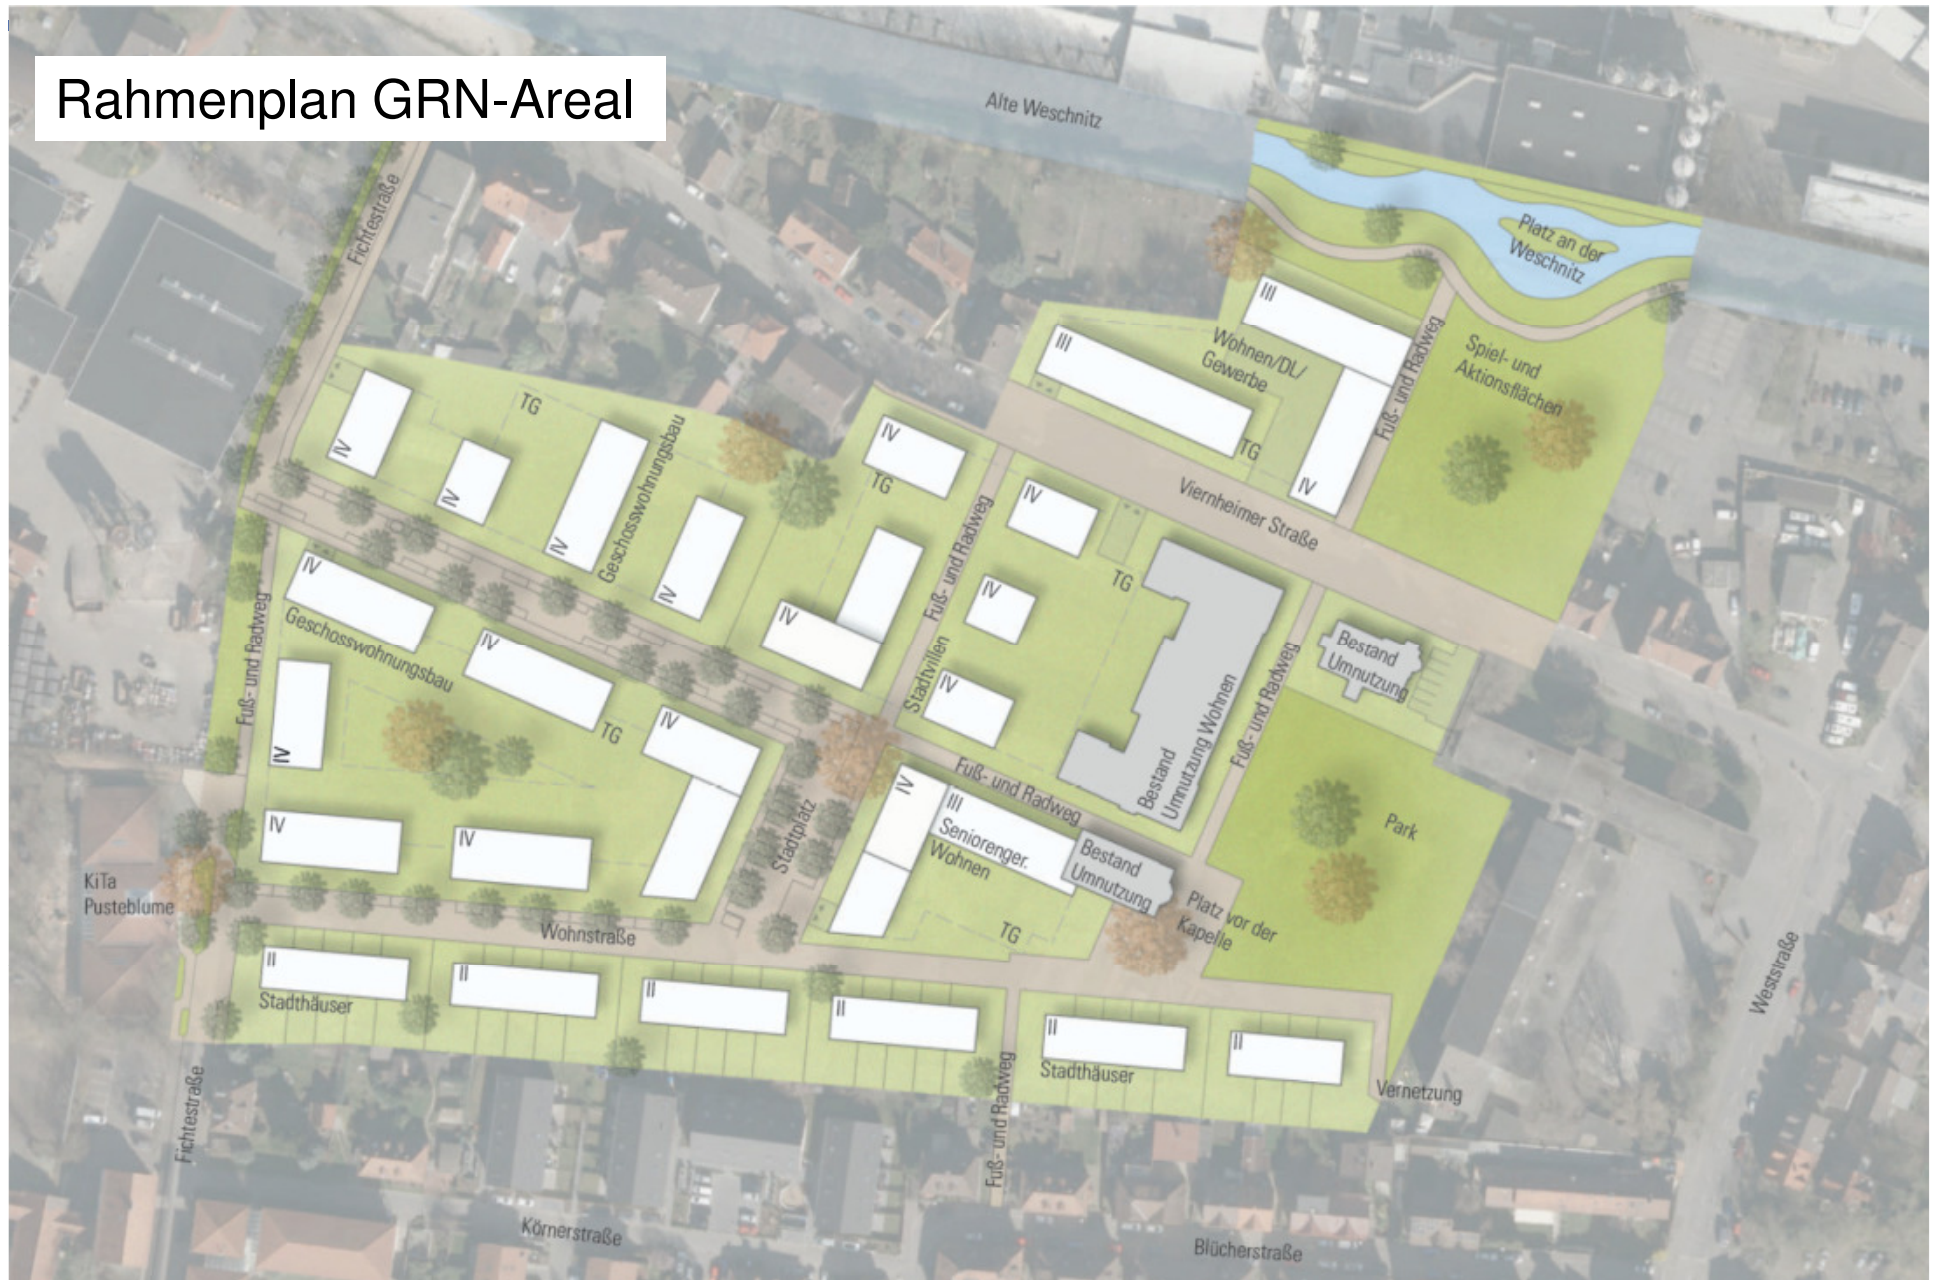 Rahmenplan GRN-Areal
Alte Weschnitz
Fichtestraße
Platz an der
Weschnitz
III
III
Wohnen/DL/
Gewerbe
Fuß- und Radweg
Spiel- und
Aktionsflächen
TG
IV
IV
TG
IV
IV
Geschosswohnungsbau
IV
IV
TG
IV
Fuß- und Radweg
IV
TG
Viernheimer Straße
IV
IV
Stadtvillen
Bestand
Umnutzung Wohnen
Fuß- und Radweg
Bestand
Umnutzung
Fuß- und Radweg
IV
Geschosswohnungsbau
IV
IV
TG
IV
IV
IV
Stadtplatz
Fuß- und Radweg
IV
III
Seniorenger.
Wohnen
Bestand
Umnutzung
TG
Platz vor der
Kapelle
Park
KiTa
Pusteblume
Wohnstraße
II
Stadthäuser
II
II
II
II
Stadthäuser
II
Vernetzung
Fuß- und Radweg
Fichtestraße
Weststraße
Körnerstraße
Blücherstraße